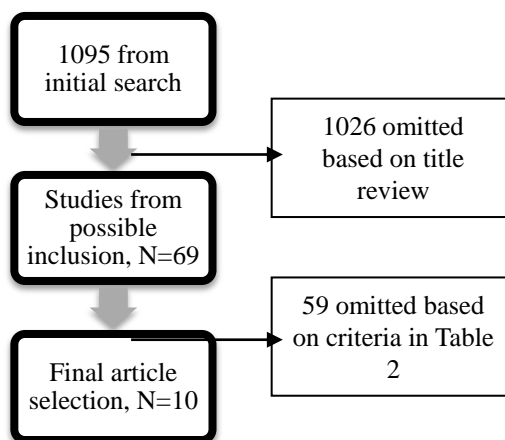 1095 from
initial search
1026 omitted
based on title
review
Studies from
possible
inclusion, N=69
59 omitted based
on criteria in Table
2
Final article
selection, N=10